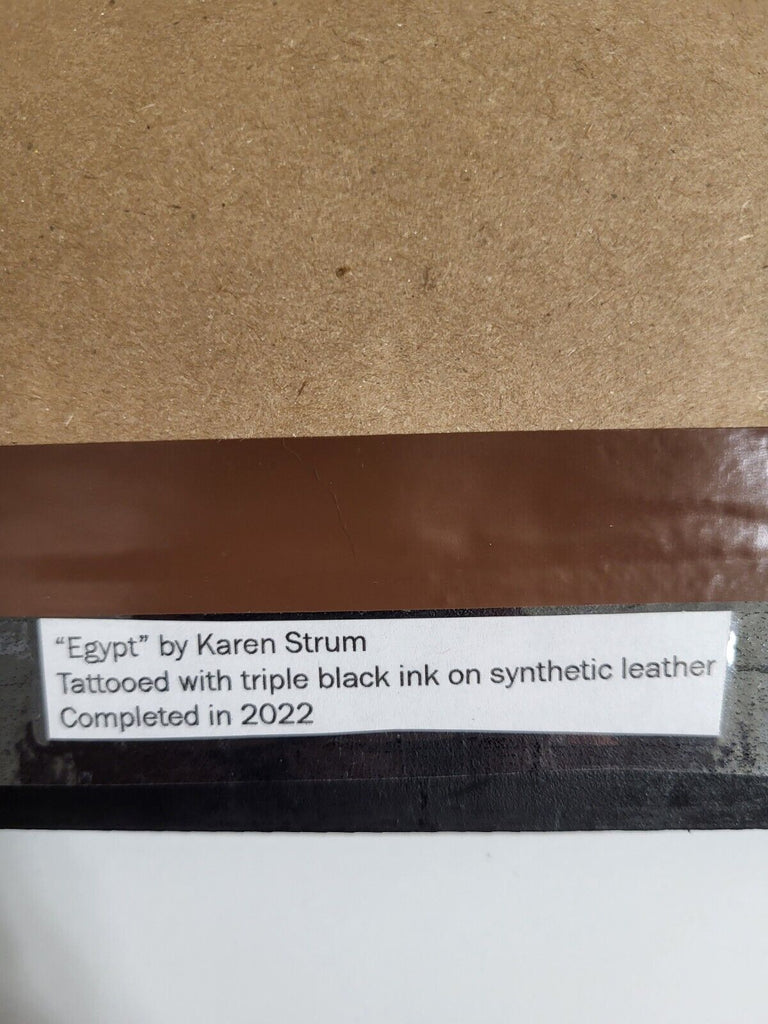 “Egypt” by Karen Strum
Tattooed with triple black ink on synthetic leather
Completed in 2022